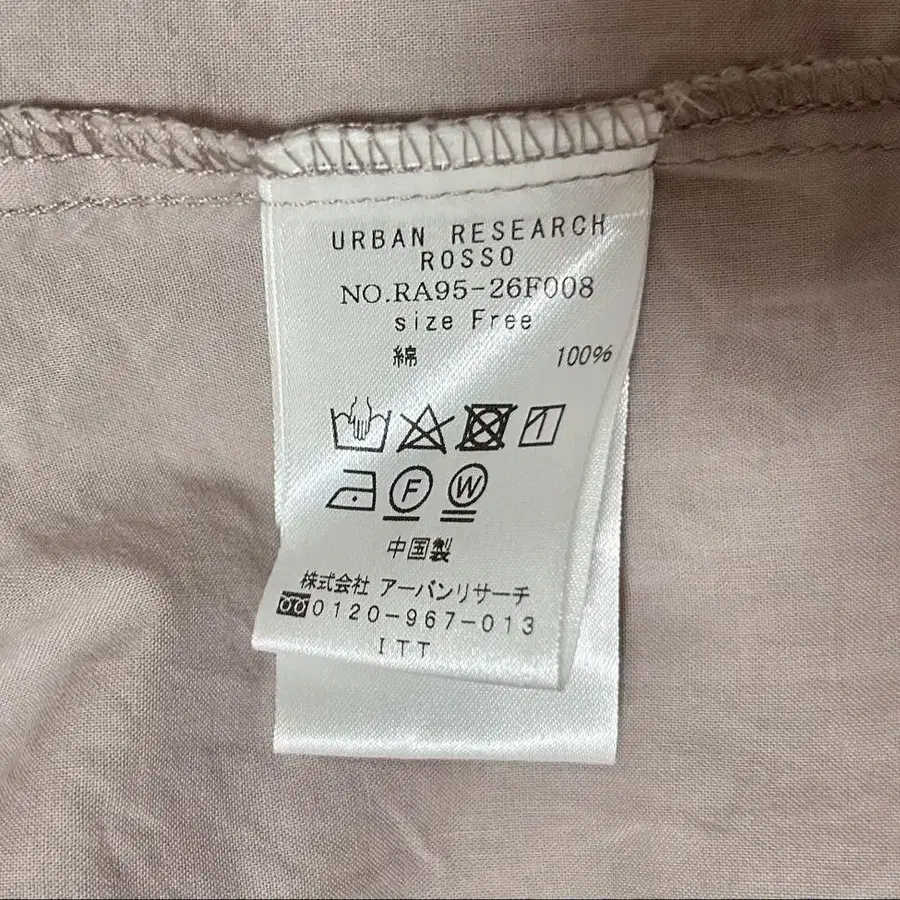 URBAN RESEARCH
ROSSO
NO.RA95-26F008
size Free
綿 100%
F W
中国製
株式会社 アーバンリサーチ
0120-967-013
ITT